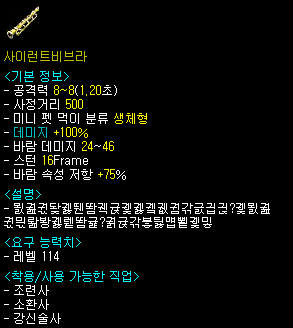 사이런트비브라
<기본 정보>
- 공격력 8~8(1.20초)
- 사정거리 500
- 미니 펫 먹이 분류 생체형
- 데미지 +100%
- 바람 데미지 24~46
- 스턴 16Frame
- 바람 속성 저항 +75%
<설명>
<요구 능력치>
- 레벨 114
<착용/사용 가능한 직업>
- 조련사
- 소환사
- 강신술사